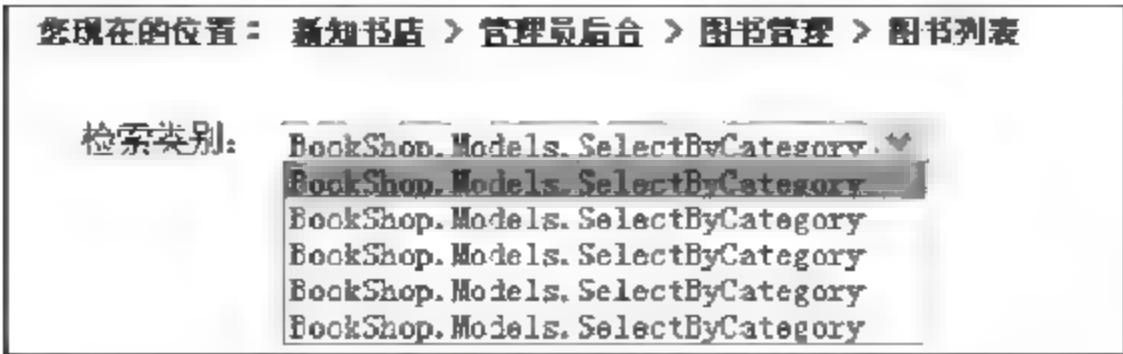 您现在的位置： 新知书店 > 管理员后台 > 图书管理 > 图书列表
检索类别： BookShop.Models.SelectByCategory
BookShop.Models.SelectByCategory
BookShop.Models.SelectByCategory
BookShop.Models.SelectByCategory
BookShop.Models.SelectByCategory
BookShop.Models.SelectByCategory